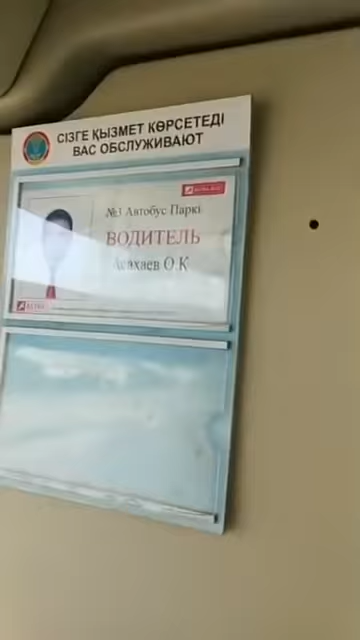 СІЗГЕ ҚЫЗМЕТ КӨРСЕТЕДІ
ВАС ОБСЛУЖИВАЮТ
№3 Автобус Паркі
ВОДИТЕЛЬ
О.К